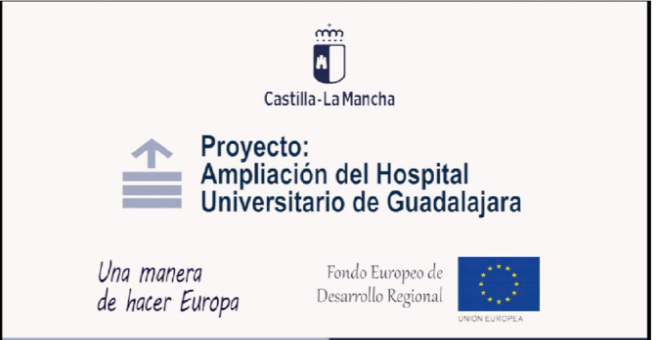 Castilla-La Mancha
Proyecto:
Ampliación del Hospital
Universitario de Guadalajara
Una manera
de hacer Europa
Fondo Europeo de
Desarrollo Regional
UNIÓN EUROPEA